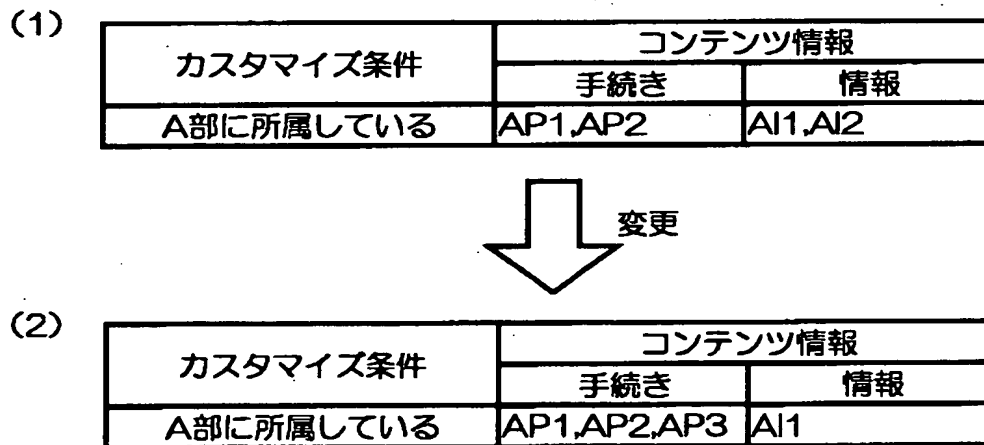 (1)
カスタマイズ条件 コンテンツ情報
手続き 情報
A部に所属している AP1,AP2 AI1,AI2
変更
(2)
カスタマイズ条件 コンテンツ情報
手続き 情報
A部に所属している AP1,AP2,AP3 AI1